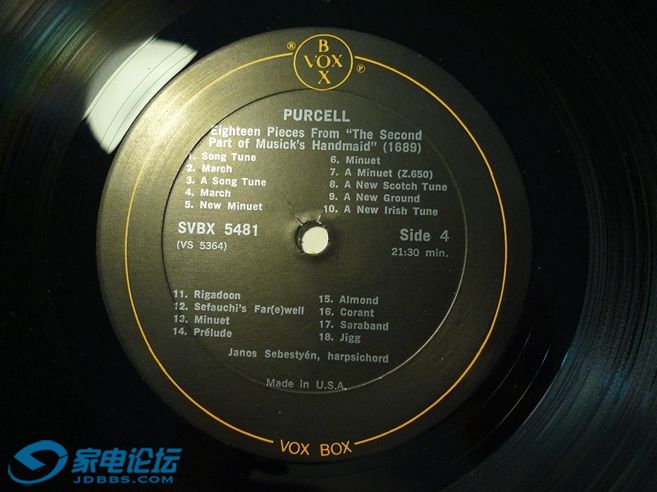 BOX
VOX
® ℗
PURCELL
Eighteen Pieces From "The Second
Part of Musick's Handmaid" (1689)
1. Song Tune
2. March
3. A Song Tune
4. March
5. New Minuet
6. Minuet
7. A Minuet (Z.650)
8. A New Scotch Tune
9. A New Ground
10. A New Irish Tune
SVBX 5481
(VS 5364)
Side 4
21:30 min.
11. Rigadoon
12. Sefauchi's Far(e)well
13. Minuet
14. Prélude
15. Almond
16. Corant
17. Saraband
18. Jigg
Janos Sebestyén, harpsichord
Made in U.S.A.
VOX BOX
家电论坛
JDBBS.COM